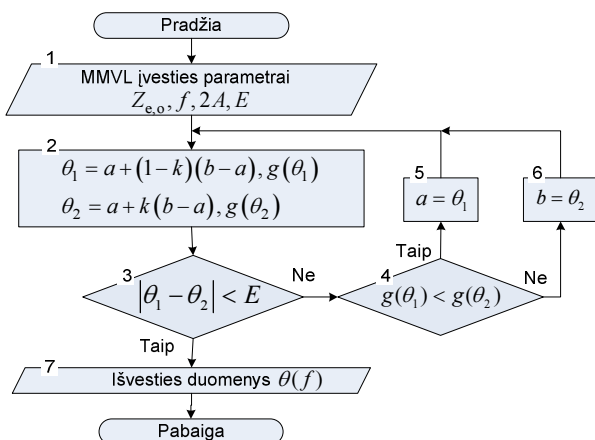 Pradžia
1
MMVL įvesties parametrai
Z_{e,o}, f, 2A, E
2
θ₁ = a + (1 − k)(b − a), g(θ₁)
θ₂ = a + k(b − a), g(θ₂)
5
a = θ₁
6
b = θ₂
3
|θ₁ − θ₂| < E
Ne
Taip
4
g(θ₁) < g(θ₂)
Taip
Ne
7
Išvesties duomenys θ(f)
Pabaiga